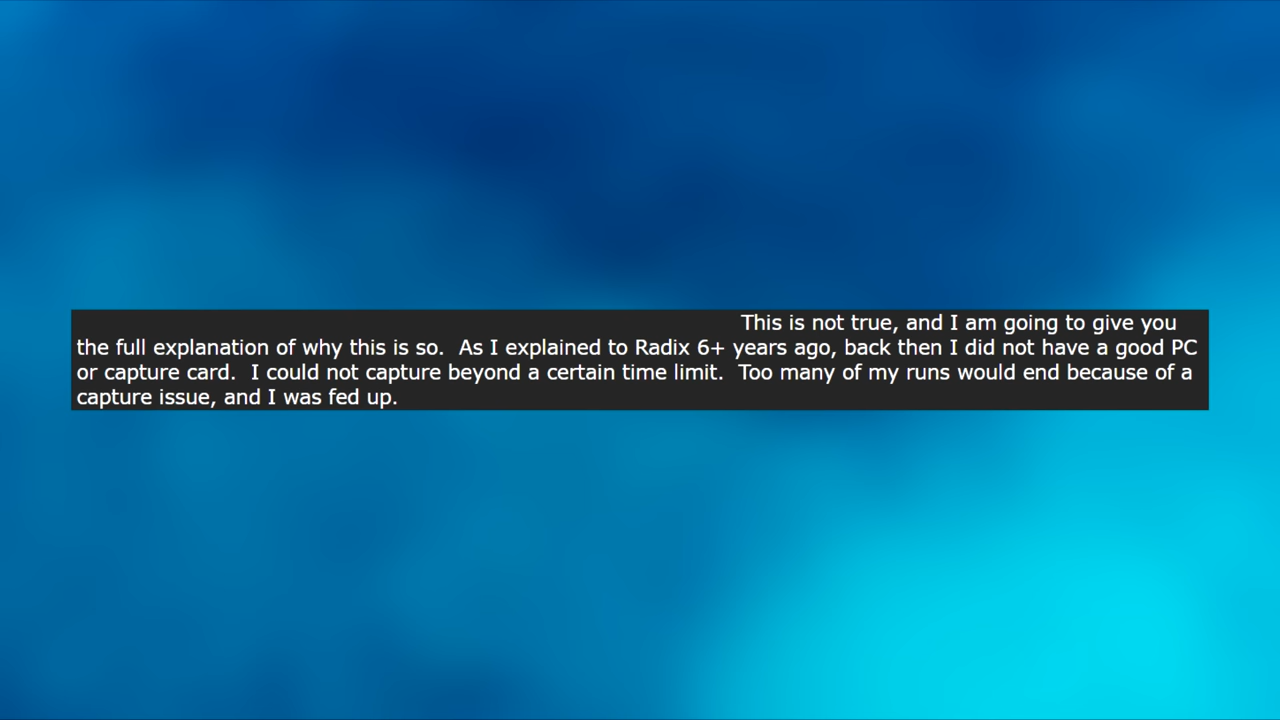 This is not true, and I am going to give you
the full explanation of why this is so.  As I explained to Radix 6+ years ago, back then I did not have a good PC
or capture card.  I could not capture beyond a certain time limit.  Too many of my runs would end because of a
capture issue, and I was fed up.